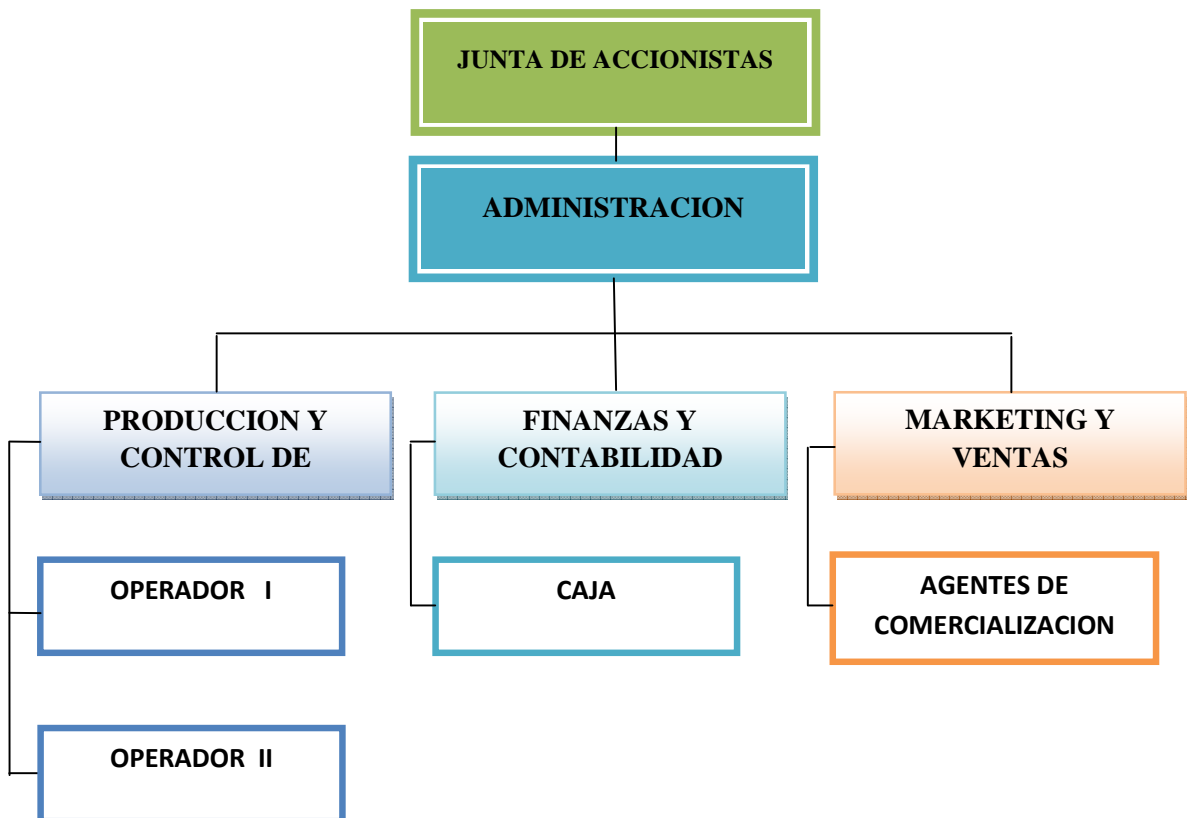 JUNTA DE ACCIONISTAS
ADMINISTRACION
PRODUCCION Y
CONTROL DE
FINANZAS Y
CONTABILIDAD
MARKETING Y
VENTAS
OPERADOR I
CAJA
AGENTES DE
COMERCIALIZACION
OPERADOR II